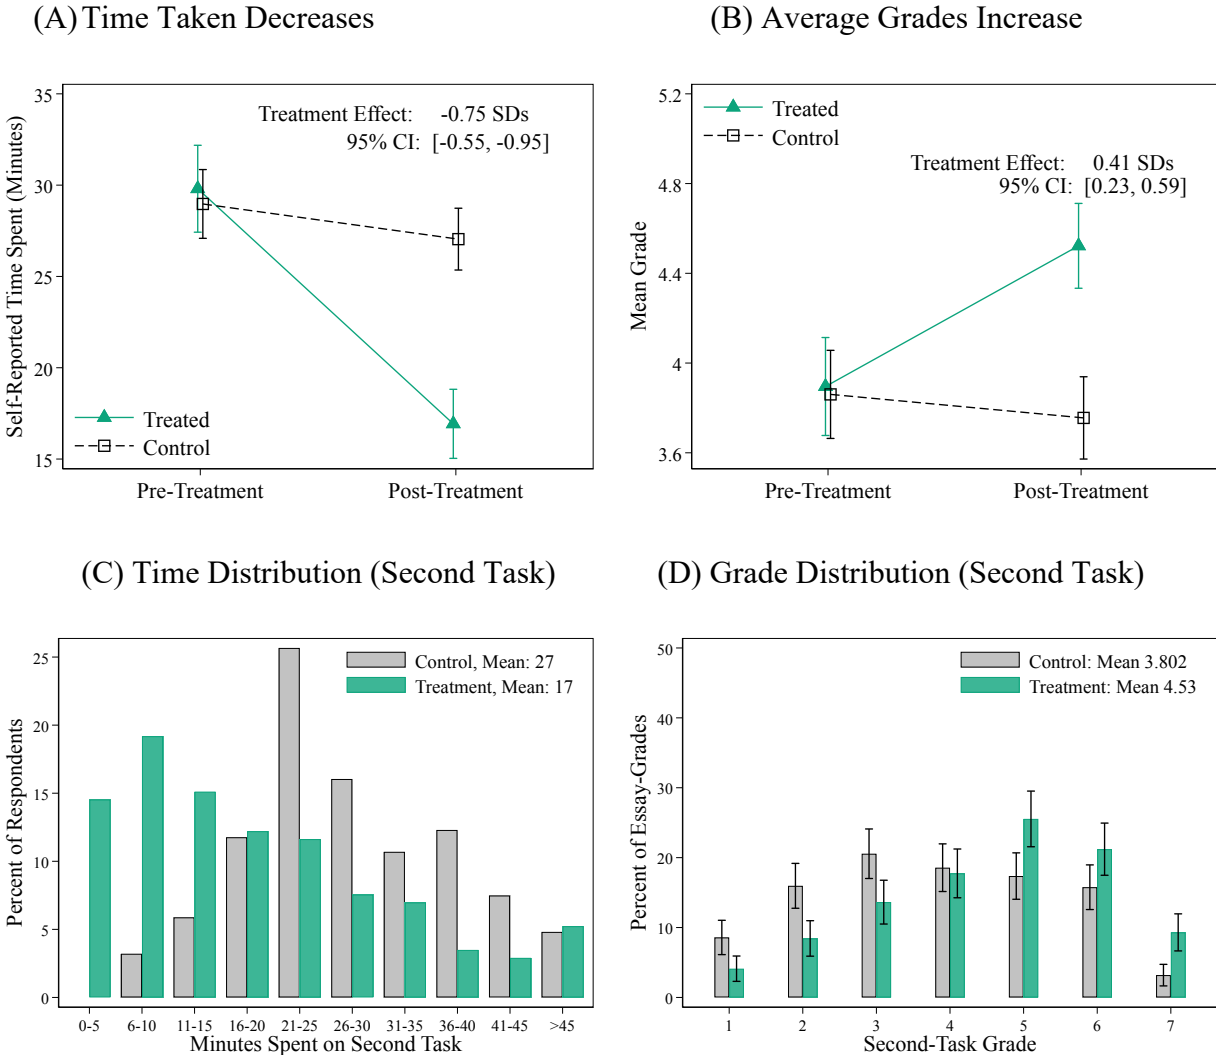 (A) Time Taken Decreases
35
30
25
20
15
Self-Reported Time Spent (Minutes)
Treatment Effect: -0.75 SDs
95% CI: [-0.55, -0.95]
Treated
Control
Pre-Treatment Post-Treatment
(B) Average Grades Increase
5.2
4.8
4.4
4
3.6
Mean Grade
Treated
Control
Treatment Effect: 0.41 SDs
95% CI: [0.23, 0.59]
Pre-Treatment Post-Treatment
(C) Time Distribution (Second Task)
25
20
15
10
5
0
Percent of Respondents
Control, Mean: 27
Treatment, Mean: 17
0-5 6-10 11-15 16-20 21-25 26-30 31-35 36-40 41-45 >45
Minutes Spent on Second Task
(D) Grade Distribution (Second Task)
50
40
30
20
10
0
Percent of Essay-Grades
Control: Mean 3.802
Treatment: Mean 4.53
1 2 3 4 5 6 7
Second-Task Grade